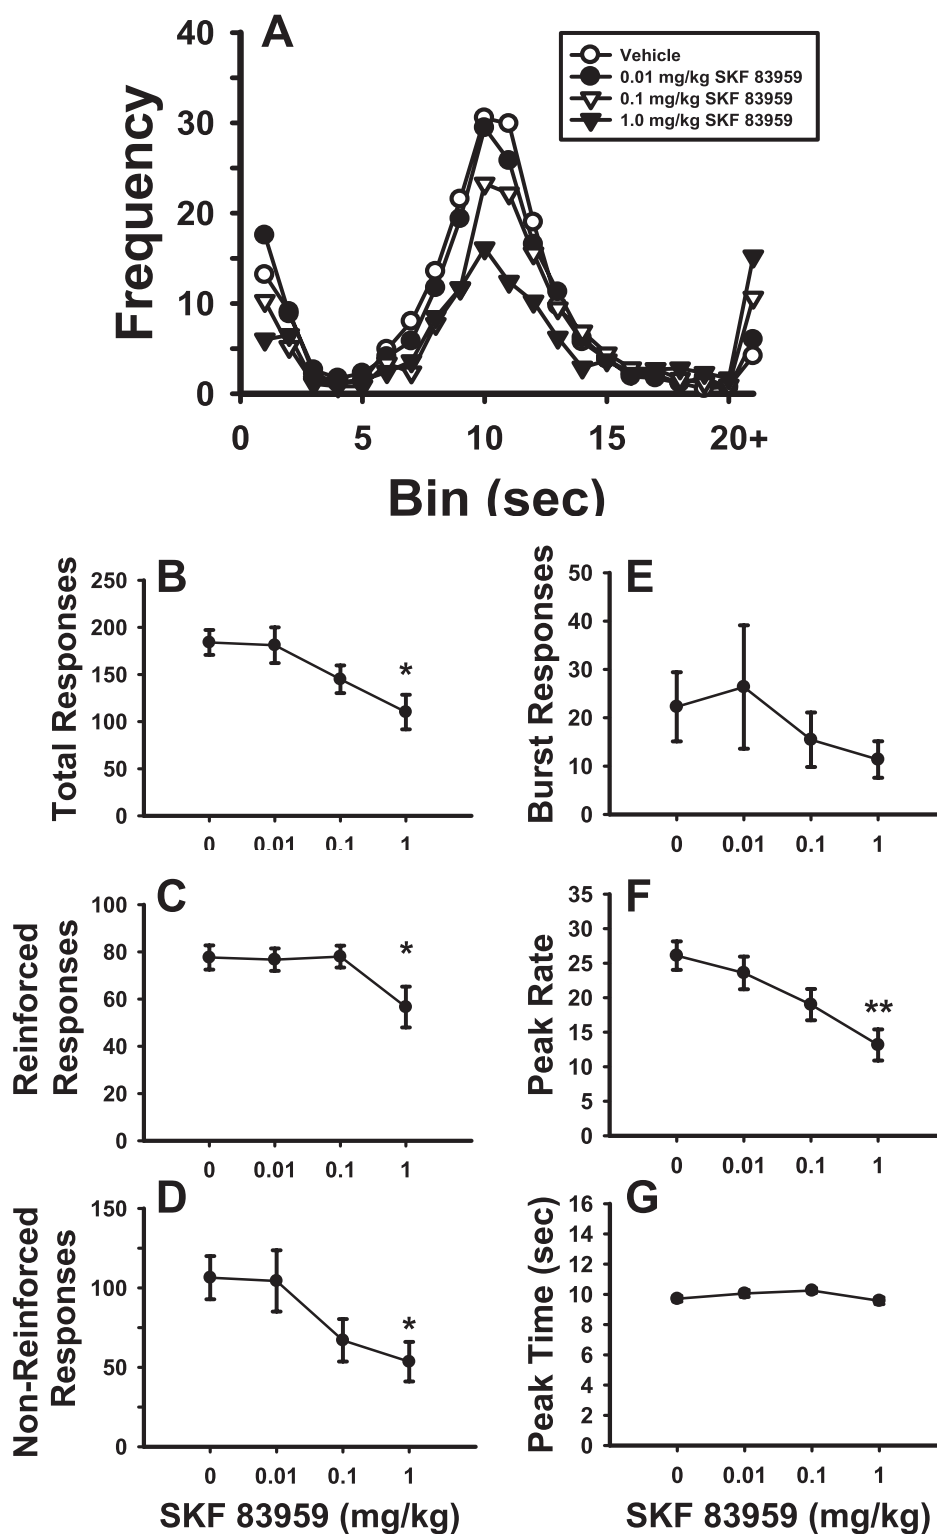 A
40
30
20
10
0
Frequency
Vehicle
0.01 mg/kg SKF 83959
0.1 mg/kg SKF 83959
1.0 mg/kg SKF 83959
0 5 10 15 20+
Bin (sec)
B
250
200
150
100
50
0
Total Responses
*
0 0.01 0.1 1
E
50
40
30
20
10
0
Burst Responses
0 0.01 0.1 1
C
100
80
60
40
20
0
Reinforced
Responses
*
0 0.01 0.1 1
F
35
30
25
20
15
10
5
0
Peak Rate
**
0 0.01 0.1 1
D
150
100
50
0
Non-Reinforced
Responses
*
0 0.01 0.1 1
SKF 83959 (mg/kg)
G
16
14
12
10
8
6
4
2
0
Peak Time (sec)
0 0.01 0.1 1
SKF 83959 (mg/kg)